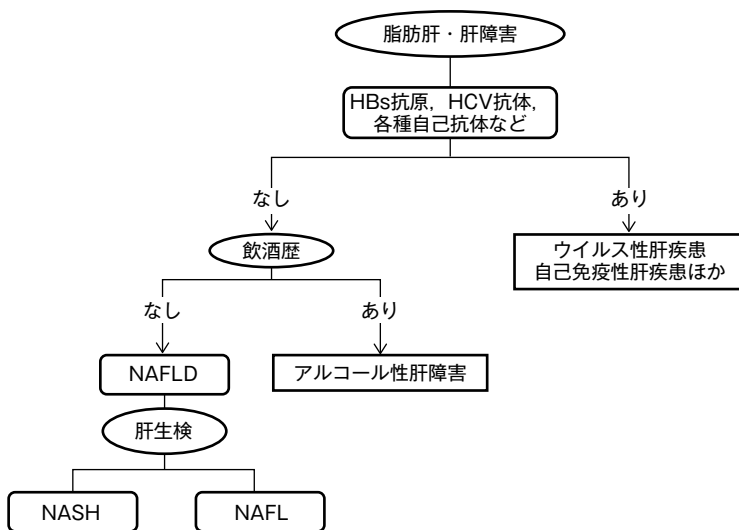 脂肪肝・肝障害
HBs抗原，HCV抗体，
各種自己抗体など
なし
あり
飲酒歴
ウイルス性肝疾患
自己免疫性肝疾患ほか
なし
あり
NAFLD
アルコール性肝障害
肝生検
NASH
NAFL